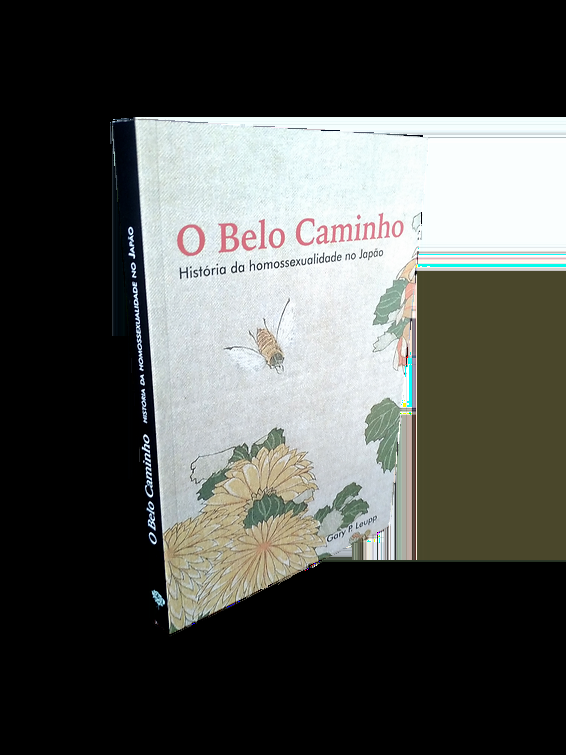 O Belo Caminho
História da homossexualidade no Japão
Gary P. Leupp
O Belo Caminho HISTÓRIA DA HOMOSSEXUALIDADE NO JAPÃO